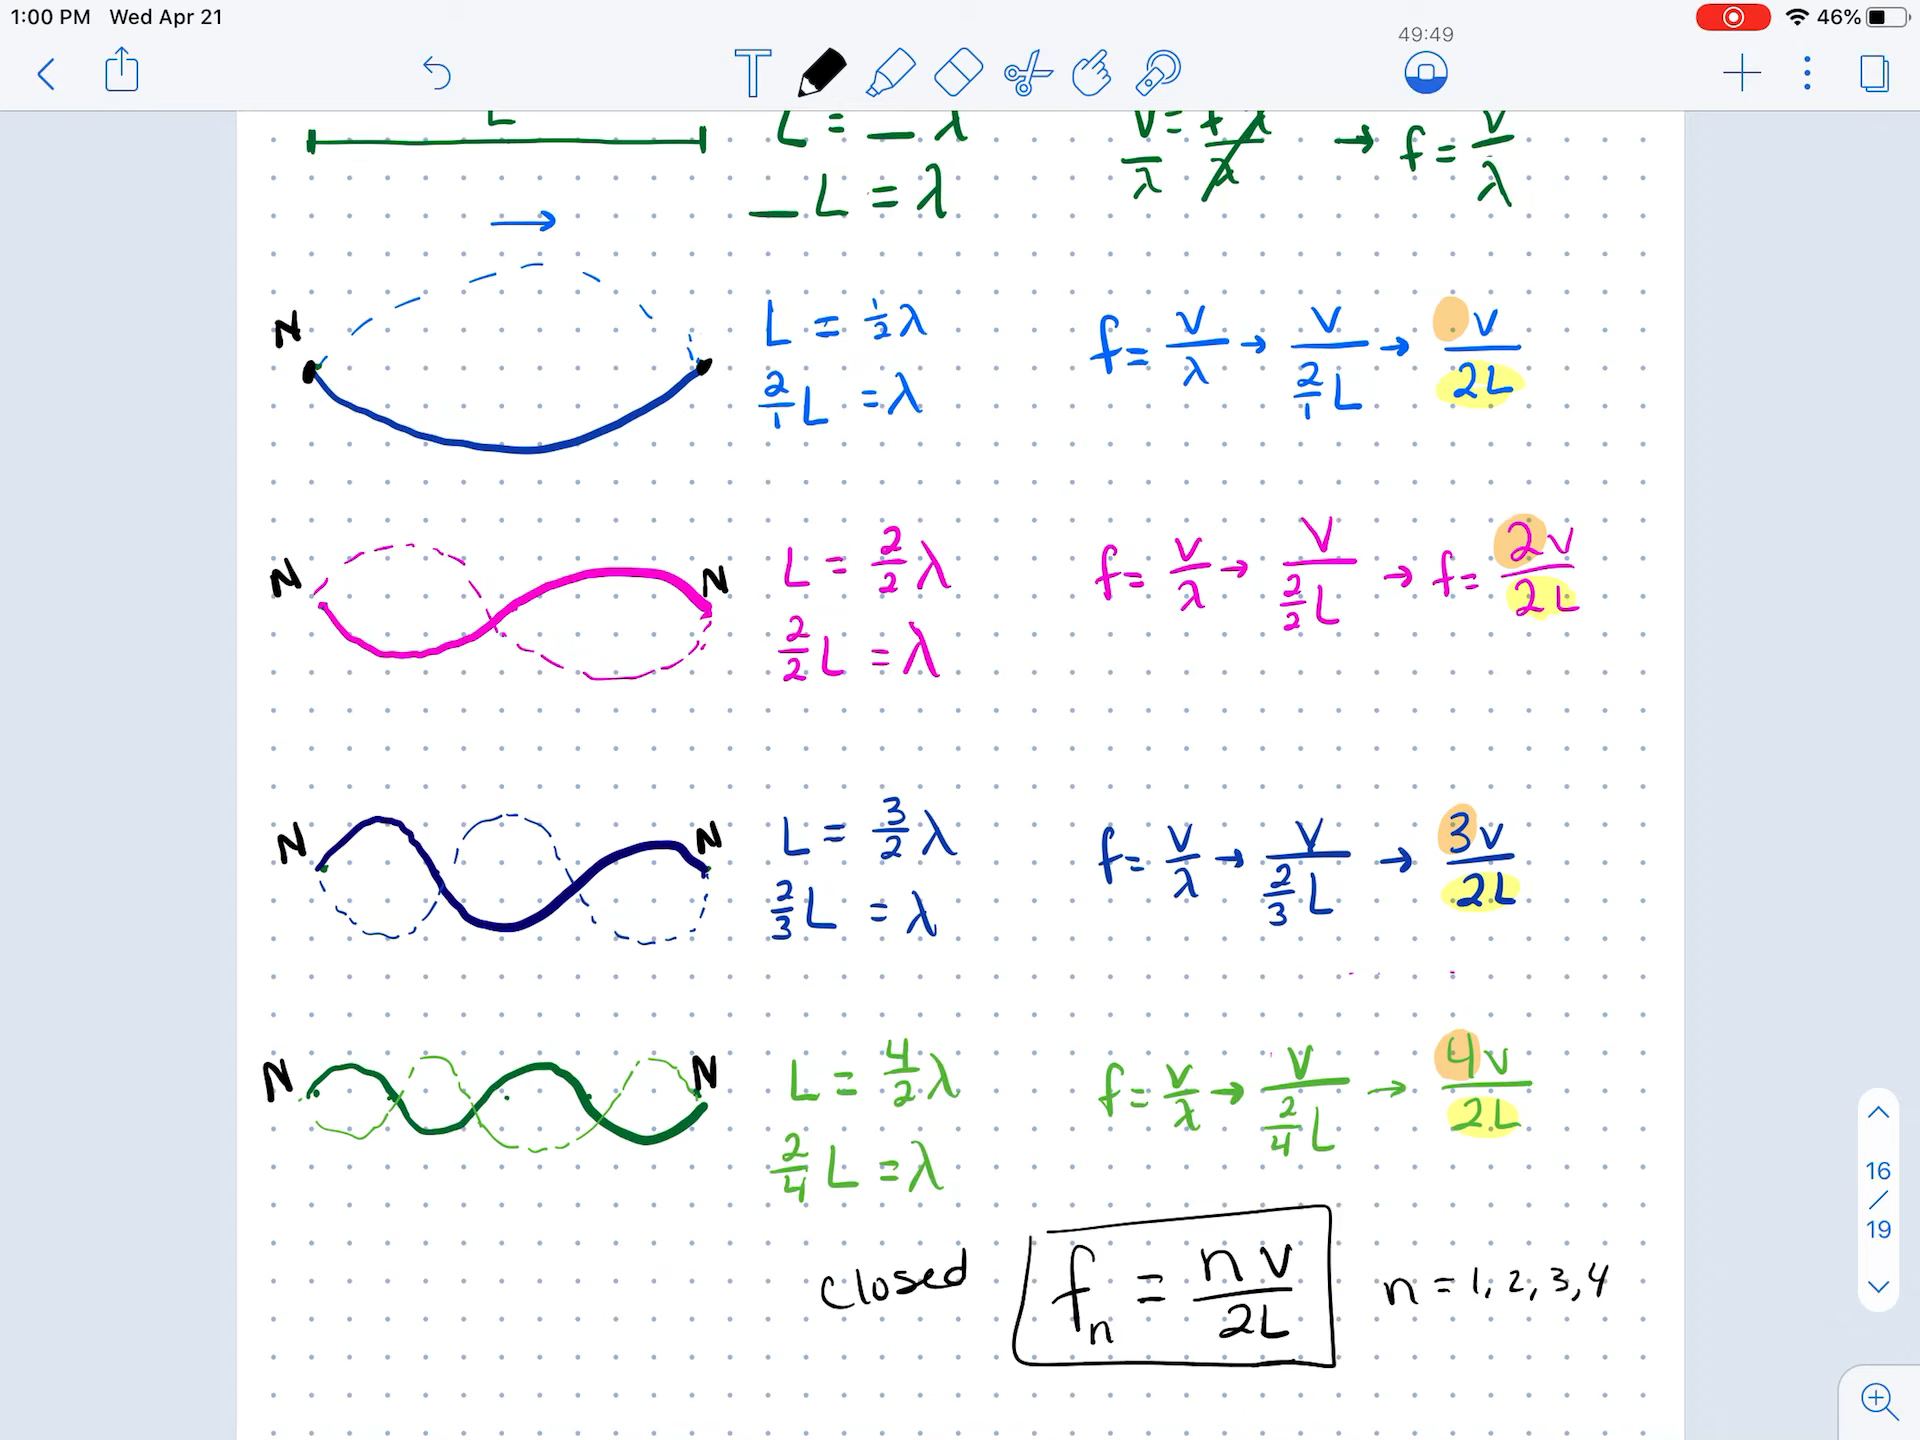 1:00 PM Wed Apr 21
46%
49:49
T
L
L = _ λ
v = fλ / λ λ → f = v/λ
_ L = λ
N
L = 1/2 λ
f = v/λ → v / (2/1 L) → v/2L
2/1 L = λ
N N
L = 2/2 λ
f = v/λ → v / (2/2 L) → f = 2v/2L
2/2 L = λ
N N
L = 3/2 λ
f = v/λ → v / (2/3 L) → 3v/2L
2/3 L = λ
N N
L = 4/2 λ
f = v/λ → v / (2/4 L) → 4v/2L
2/4 L = λ
16
/
19
Closed fn = nv/2L n = 1, 2, 3, 4